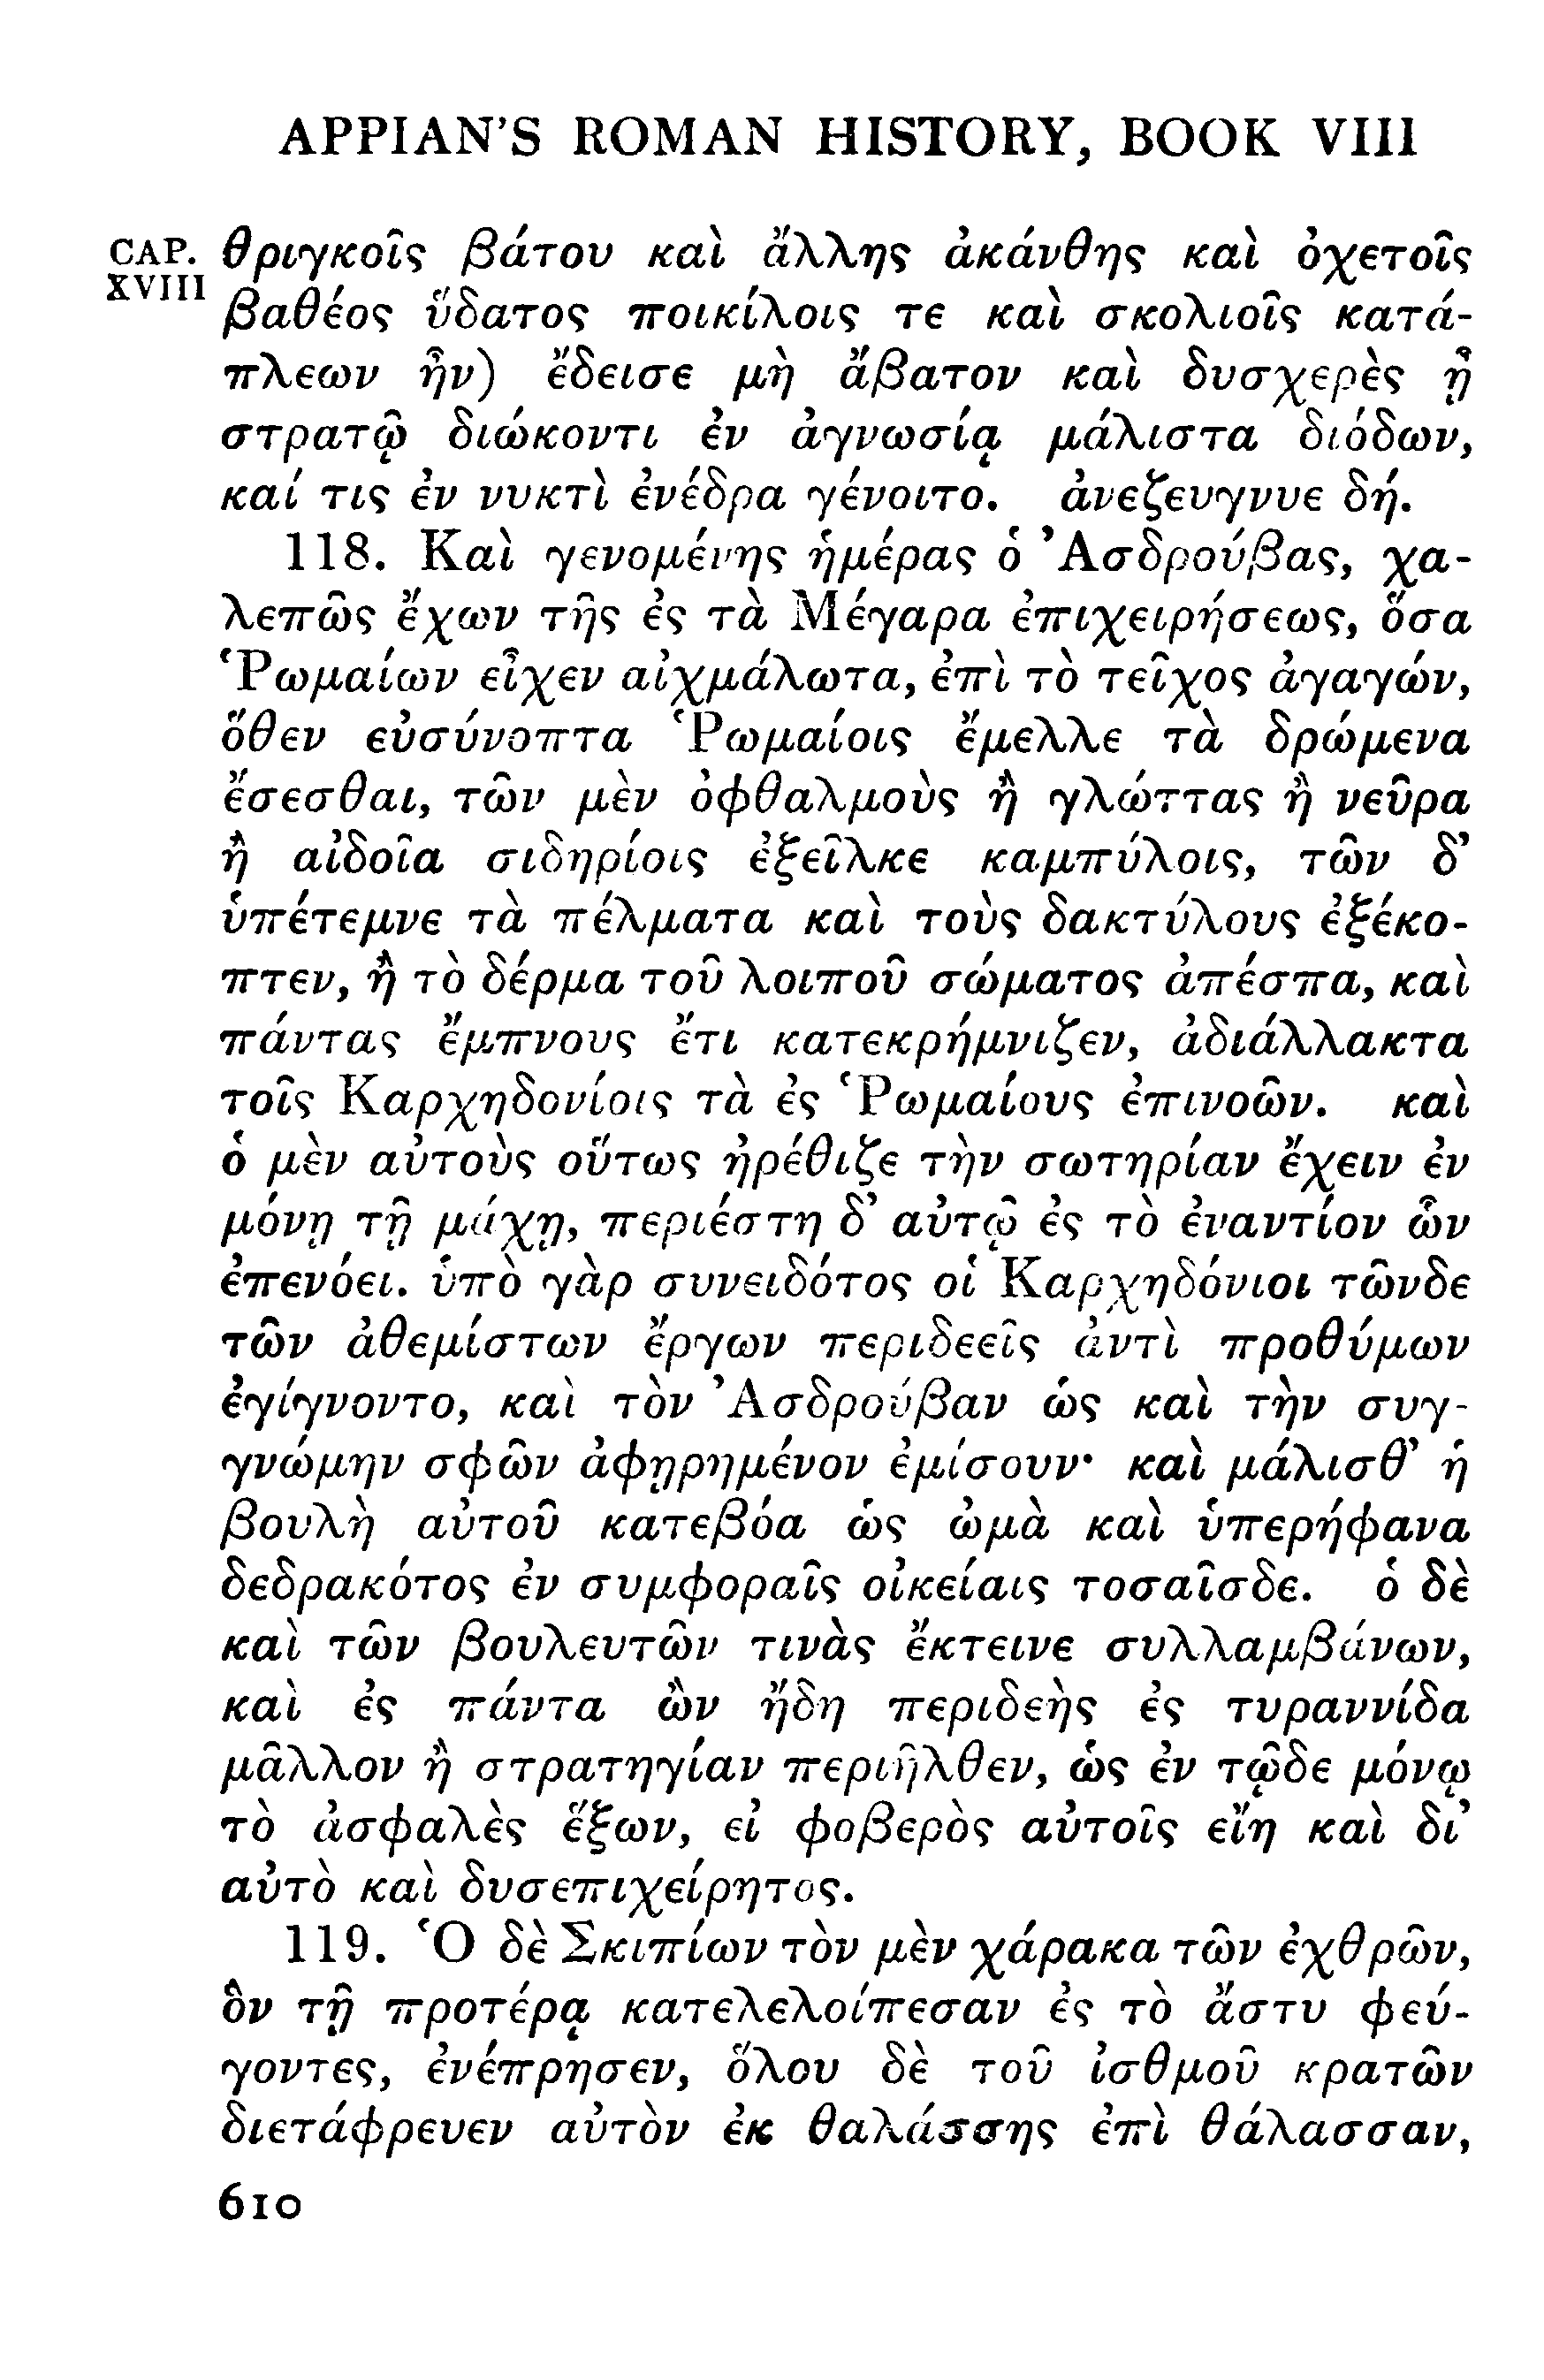 APPIAN'S ROMAN HISTORY, BOOK VIII
CAP. XVIII
θριγκοῖς βάτου καὶ ἄλλης ἀκάνθης καὶ ὀχετοῖς
βαθέος ὕδατος ποικίλοις τε καὶ σκολιοῖς κατά-
πλεων ἦν) ἔδεισε μὴ ἄβατον καὶ δυσχερὲς ᾖ
στρατῷ διώκοντι ἐν ἀγνωσίᾳ μάλιστα διόδων,
καί τις ἐν νυκτὶ ἐνέδρα γένοιτο. ἀνεζευγνυε δή.
118. Καὶ γενομένης ἡμέρας ὁ Ἀσδρούβας, χα-
λεπῶς ἔχων τῆς ἐς τὰ Μέγαρα ἐπιχειρήσεως, ὅσα
Ῥωμαίων εἶχεν αἰχμάλωτα, ἐπὶ τὸ τεῖχος ἀγαγών,
ὅθεν εὐσύνοπτα Ῥωμαίοις ἔμελλε τὰ δρώμενα
ἔσεσθαι, τῶν μὲν ὀφθαλμοὺς ἢ γλώττας ἢ νεῦρα
ἢ αἰδοῖα σιδηρίοις ἐξεῖλκε καμπύλοις, τῶν δ'
ὑπέτεμνε τὰ πέλματα καὶ τοὺς δακτύλους ἐξέκο-
πτεν, ἢ τὸ δέρμα τοῦ λοιποῦ σώματος ἀπέσπα, καὶ
πάντας ἔμπνους ἔτι κατεκρήμνιζεν, ἀδιάλλακτα
τοῖς Καρχηδονίοις τὰ ἐς Ῥωμαίους ἐπινοῶν. καὶ
ὁ μὲν αὐτοὺς οὕτως ἠρέθιζε τὴν σωτηρίαν ἔχειν ἐν
μόνῃ τῇ μάχῃ, περιέστη δ' αὐτῷ ἐς τὸ ἐναντίον ὧν
ἐπενόει. ὑπὸ γὰρ συνειδότος οἱ Καρχηδόνιοι τῶνδε
τῶν ἀθεμίστων ἔργων περιδεεῖς ἀντὶ προθύμων
ἐγίγνοντο, καὶ τὸν Ἀσδρούβαν ὡς καὶ τὴν συγ-
γνώμην σφῶν ἀφῃρημένον ἐμίσουν· καὶ μάλισθ' ἡ
βουλὴ αὐτοῦ κατεβόα ὡς ὠμὰ καὶ ὑπερήφανα
δεδρακότος ἐν συμφοραῖς οἰκείαις τοσαῖσδε. ὁ δὲ
καὶ τῶν βουλευτῶν τινὰς ἔκτεινε συλλαμβάνων,
καὶ ἐς πάντα ὢν ἤδη περιδεὴς ἐς τυραννίδα
μᾶλλον ἢ στρατηγίαν περιῆλθεν, ὡς ἐν τῷδε μόνῳ
τὸ ἀσφαλὲς ἕξων, εἰ φοβερὸς αὐτοῖς εἴη καὶ δι'
αὐτὸ καὶ δυσεπιχείρητος.
119. Ὁ δὲ Σκιπίων τὸν μὲν χάρακα τῶν ἐχθρῶν,
ὃν τῇ προτέρᾳ κατελελοίπεσαν ἐς τὸ ἄστυ φεύ-
γοντες, ἐνέπρησεν, ὅλου δὲ τοῦ ἰσθμοῦ κρατῶν
διετάφρευεν αὐτὸν ἐκ θαλάσσης ἐπὶ θάλασσαν,
610